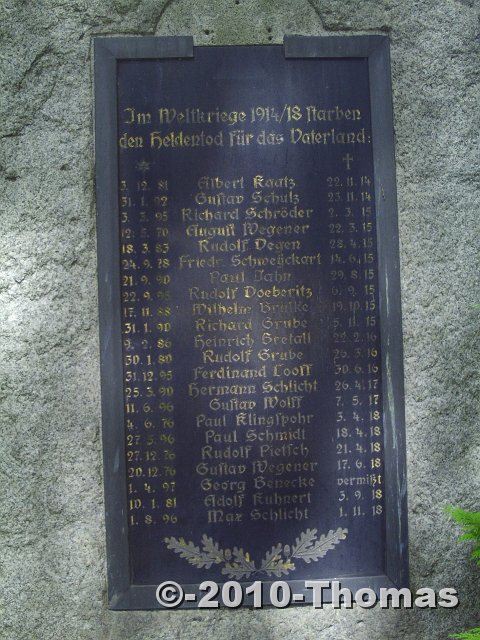 Im Weltkriege 1914/18 starben
den Heldentod für das Vaterland:
3. 12. 81 Albert Kaatz 22. 11. 14
31. 1. 92 Gustav Schulz 23. 11. 14
3. 3. 95 Richard Schröder 2. 3. 15
12. 5. 70 August Wegener 22. 3. 15
18. 3. 83 Rudolf Degen 28. 4. 15
24. 9. 78 Friedr. Schweyckart 14. 6. 15
21. 9. 90 Paul Jahn 29. 8. 15
22. 9. 95 Rudolf Doeberitz 6. 9. 15
17. 11. 88 Wilhelm 19. 10. 15
31. 1. 90 Richard Grube 5. 11. 15
9. 2. 86 Heinrich 22. 2. 16
30. 1. 80 Rudolf Grube 26. 3. 16
31. 12. 95 Ferdinand Looff 30. 6. 16
25. 3. 90 Hermann Schlicht 26. 4. 17
11. 6. 96 Gustav Wolff 7. 5. 17
4. 6. 76 Paul Klingspohr 3. 4. 18
27. 3. 96 Paul Schmidt 18. 4. 18
27. 12. 76 Rudolf Pietsch 21. 4. 18
20. 12. 76 Gustav Wegener 17. 6. 18
1. 4. 97 Georg Benecke vermißt
10. 1. 81 Adolf Kuhnert 3. 9. 18
1. 8. 96 Max Schlicht 1. 11. 18
©-2010-Thomas